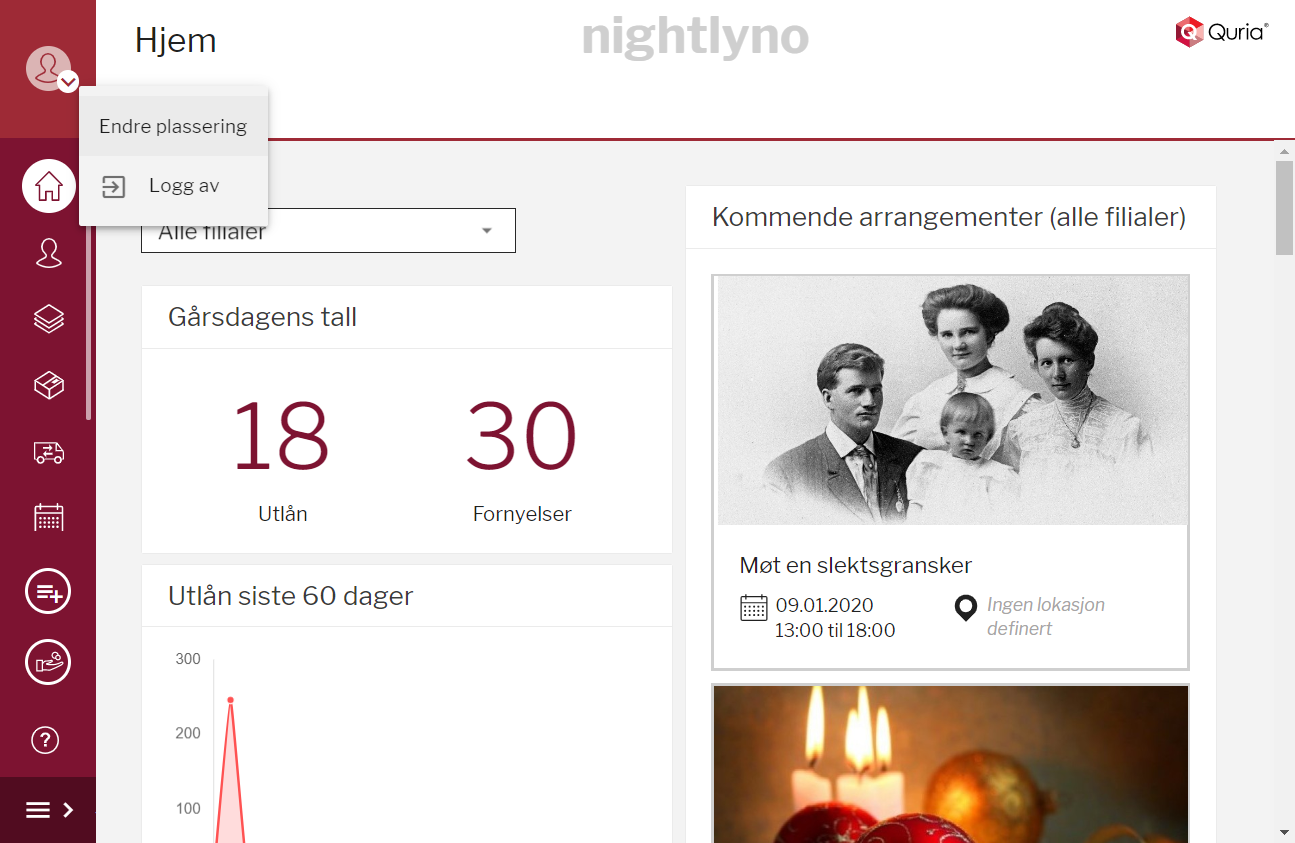 Hjem
nightlyno
Quria®
Endre plassering
Logg av
Alle filialer
Gårsdagens tall
18
30
Utlån
Fornyelser
Utlån siste 60 dager
300
200
100
Kommende arrangementer (alle filialer)
Møt en slektsgransker
09.01.2020
13:00 til 18:00
Ingen lokasjon
definert